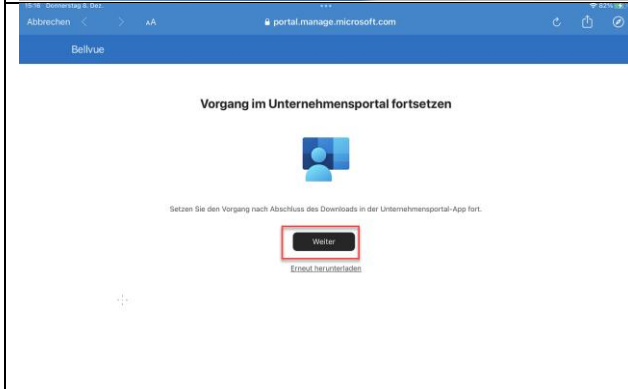 15:16 Donnerstag 8. Dez. 82%
Abbrechen AA portal.manage.microsoft.com
Bellvue
Vorgang im Unternehmensportal fortsetzen
Setzen Sie den Vorgang nach Abschluss des Downloads in der Unternehmensportal-App fort.
Weiter
Erneut herunterladen